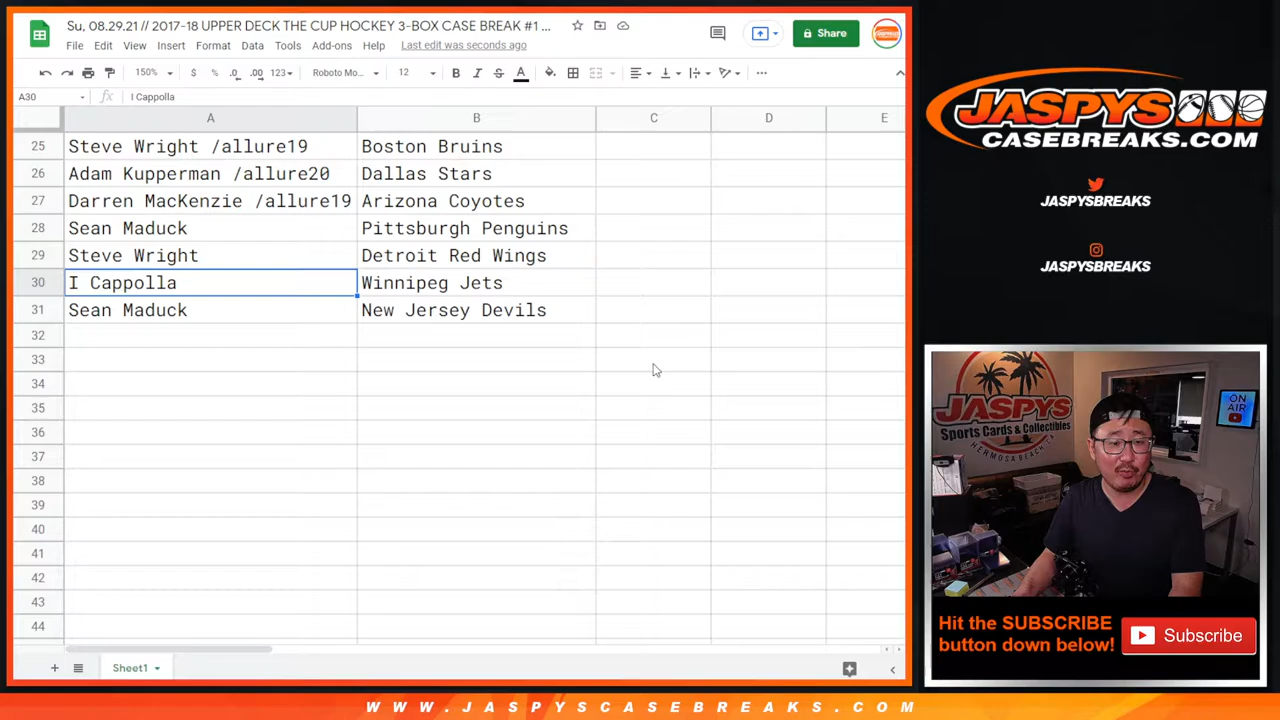 Su, 08.29.21 // 2017-18 UPPER DECK THE CUP HOCKEY 3-BOX CASE BREAK #1 ...
File Edit View Insert Format Data Tools Add-ons Help Last edit was seconds ago
Share
150% $ % .0 .00 123 Roboto Mo... 12 B I S A
A30 fx I Cappolla
A B C D E
25 Steve Wright /allure19 Boston Bruins
26 Adam Kupperman /allure20 Dallas Stars
27 Darren MacKenzie /allure19 Arizona Coyotes
28 Sean Maduck Pittsburgh Penguins
29 Steve Wright Detroit Red Wings
30 I Cappolla Winnipeg Jets
31 Sean Maduck New Jersey Devils
32
33
34
35
36
37
38
39
40
41
42
43
44
Sheet1
JASPYS
CASEBREAKS.COM
JASPYSBREAKS
JASPYSBREAKS
JASPYS
Sports Cards & Collectibles
HERMOSA BEACH, CA
ON
AIR
Hit the SUBSCRIBE
button down below!
Subscribe
WWW.JASPYSCASEBREAKS.COM